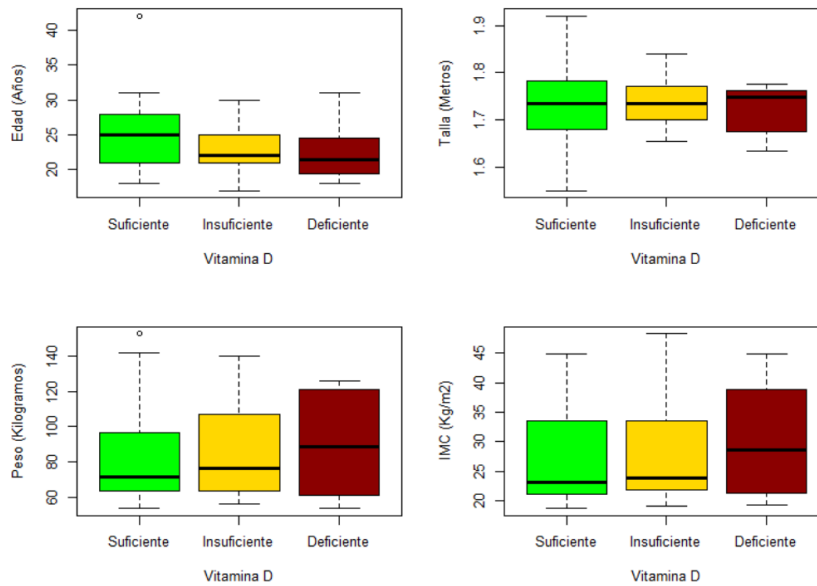 Edad (Años)
40
35
30
25
20
Suficiente Insuficiente Deficiente
Vitamina D
Talla (Metros)
1.9
1.8
1.7
1.6
Suficiente Insuficiente Deficiente
Vitamina D
Peso (Kilogramos)
140
120
100
80
60
Suficiente Insuficiente Deficiente
Vitamina D
IMC (Kg/m2)
45
40
35
30
25
20
Suficiente Insuficiente Deficiente
Vitamina D